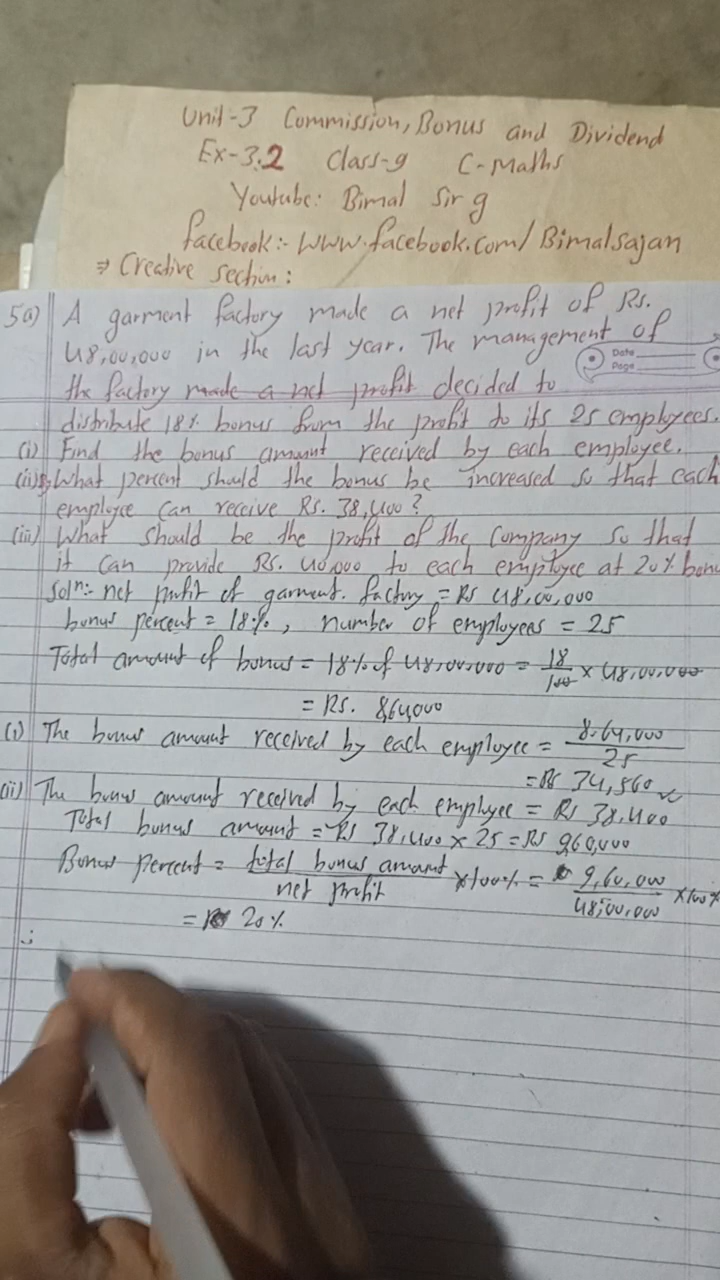 Unit-3 Commission, Bonus and Dividend
Ex-3.2 Class-9 C-Maths
Youtube: Bimal Sir g
facebook:- www.facebook.com/Bimalsajan
⇒ Creative section:
5a) A garment factory made a net profit of Rs.
48,00,000 in the last year. The management of
Date
Page
the factory made a net profit decided to
distribute 18% bonus from the profit to its 25 employees.
(i) Find the bonus amount received by each employee.
(ii) What percent should the bonus be increased so that each
employee can receive Rs. 38,400?
(iii) What should be the profit of the company so that
it can provide Rs. 40,000 to each employee at 20% bonu
Soln:- net profit of garment. factory = Rs 48,00,000
bonus percent = 18%, number of employees = 25
Total amount of bonus = 18% of 48,00,000 = 18/100 × 48,00,000
= Rs. 864000
(i) The bonus amount received by each employee = 8,64,000/25
= Rs 34,560
(ii) The bonus amount received by each employee = Rs 38,400
Total bonus amount = Rs 38,400 × 25 = Rs 960,000
Bonus percent = total bonus amount/net profit × 100% = 9,60,000/48,00,000 × 100%
= 20%